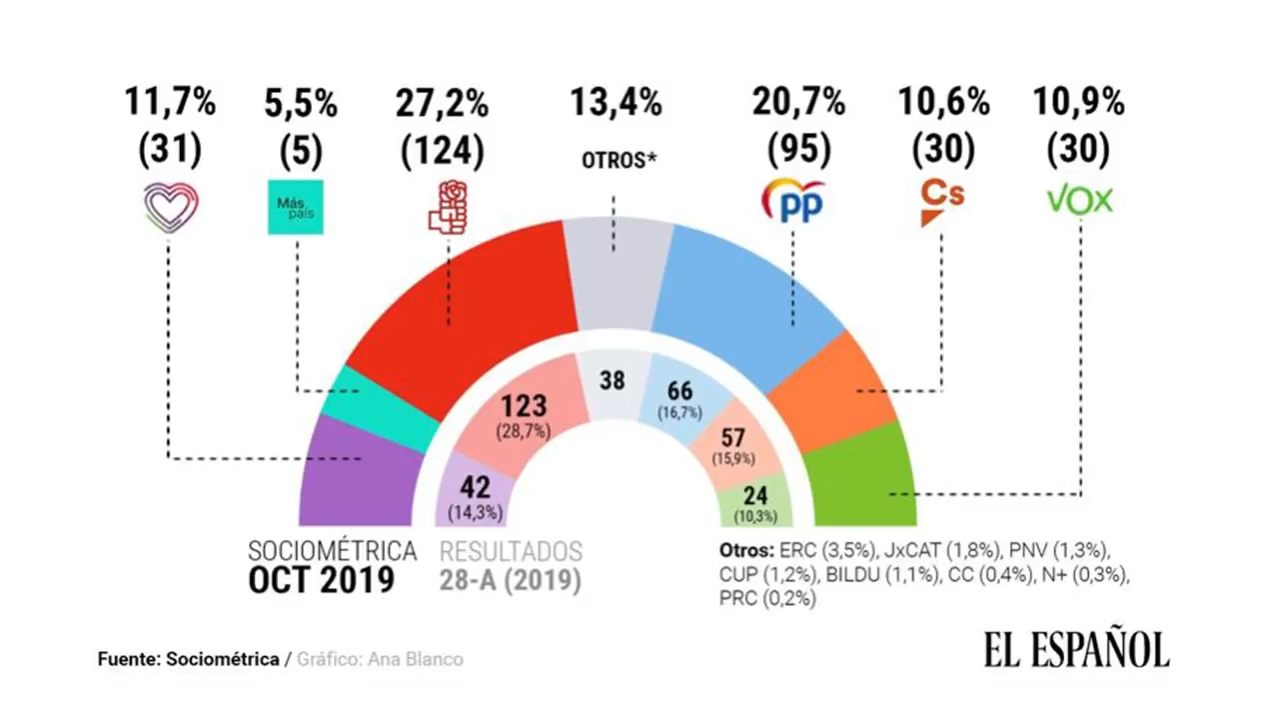 11,7% 5,5% 27,2% 13,4% 20,7% 10,6% 10,9%
(31) (5) (124) OTROS* (95) (30) (30)
Más
país
pp
Cs
VOX
38
66
(16,7%)
123
(28,7%)
57
(15,9%)
42
(14,3%)
24
(10,3%)
SOCIOMÉTRICA
OCT 2019
RESULTADOS
28-A (2019)
Otros: ERC (3,5%), JxCAT (1,8%), PNV (1,3%),
CUP (1,2%), BILDU (1,1%), CC (0,4%), N+ (0,3%),
PRC (0,2%)
Fuente: Sociométrica / Gráfico: Ana Blanco
EL ESPAÑOL